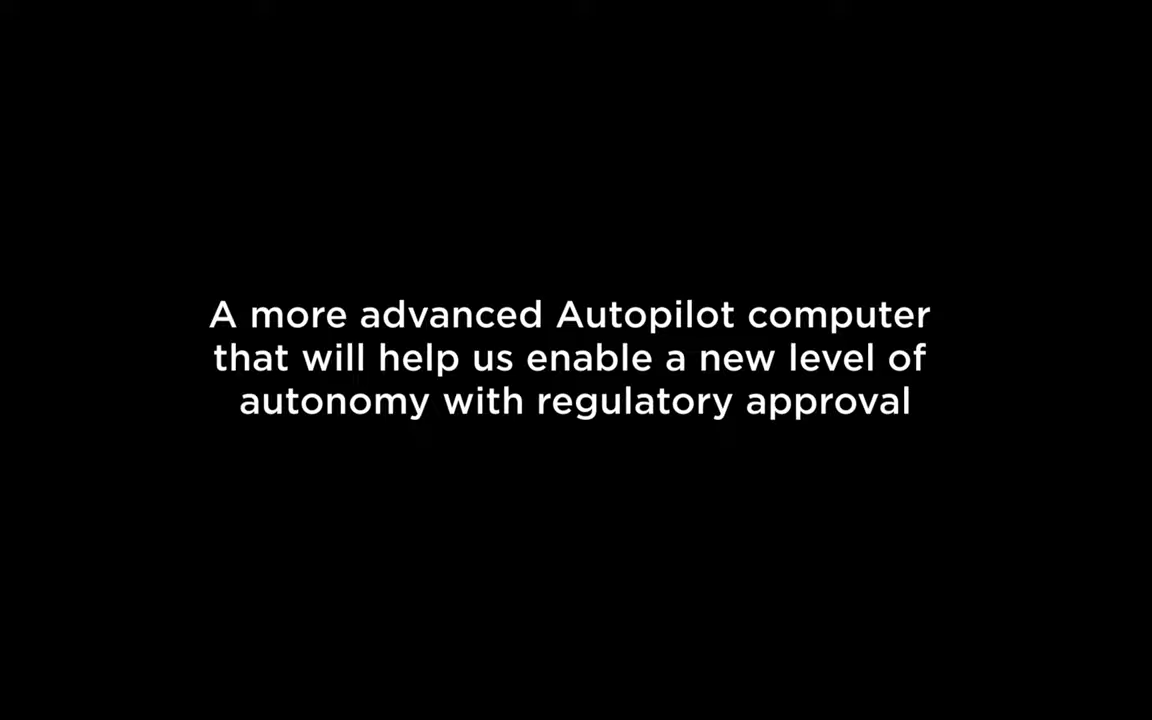 A more advanced Autopilot computer
that will help us enable a new level of
autonomy with regulatory approval